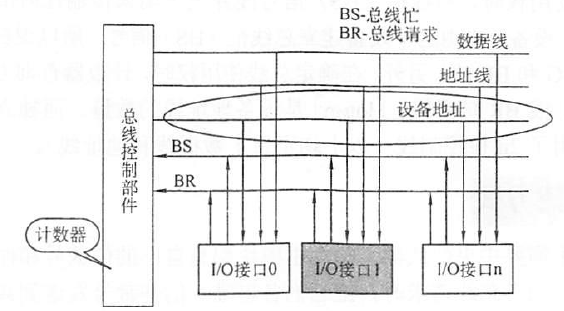 BS-总线忙
BR-总线请求
数据线
地址线
设备地址
总线控制部件
BS
BR
计数器
I/O接口0
I/O接口1
I/O接口n